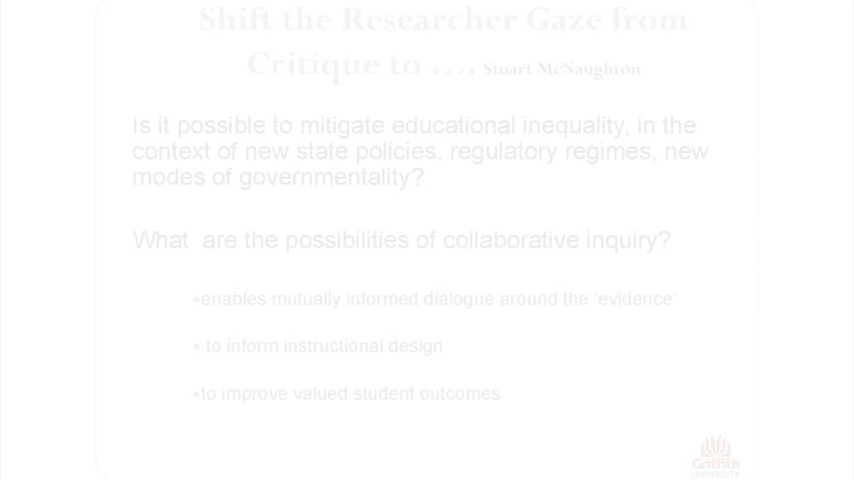 Shift the Researcher Gaze from
Critique to …. Stuart McNaughton
Is it possible to mitigate educational inequality, in the
context of new state policies, regulatory regimes, new
modes of governmentality?
What are the possibilities of collaborative inquiry?
•enables mutually informed dialogue around the ‘evidence’
• to inform instructional design
•to improve valued student outcomes
Griffith
UNIVERSITY